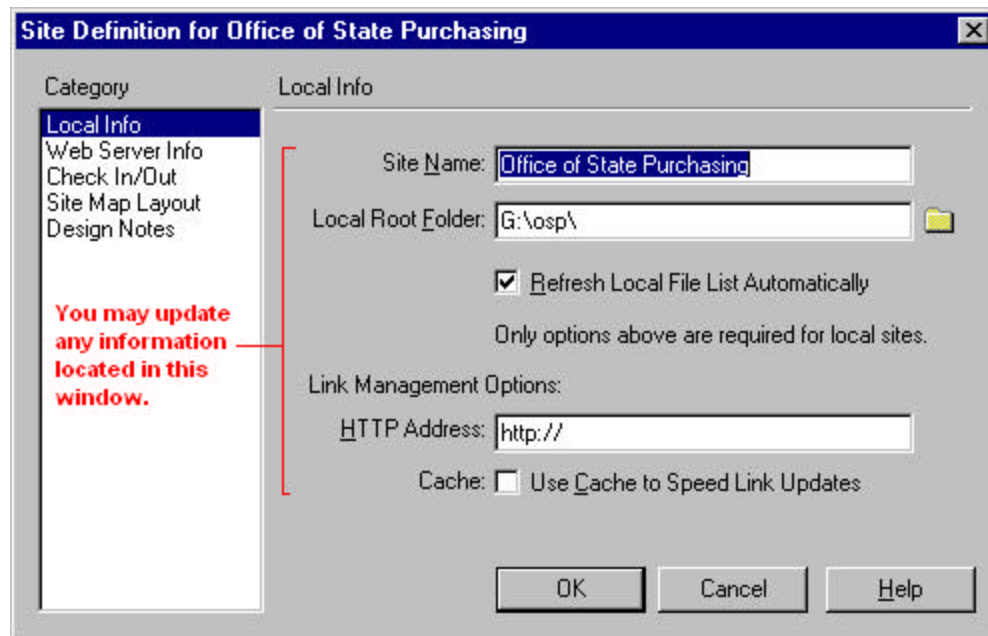 Site Definition for Office of State Purchasing
Category
Local Info
Web Server Info
Check In/Out
Site Map Layout
Design Notes
You may update
any information
located in this
window.
Local Info
Site Name: Office of State Purchasing
Local Root Folder: G:\osp\
Refresh Local File List Automatically
Only options above are required for local sites.
Link Management Options:
HTTP Address: http://
Cache: Use Cache to Speed Link Updates
OK Cancel Help